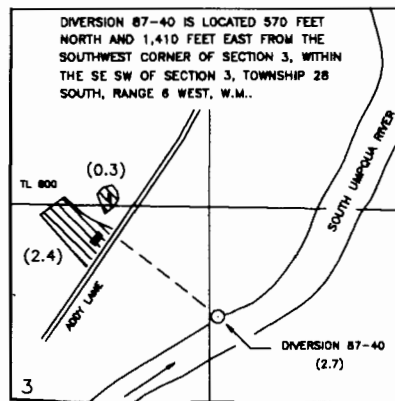 DIVERSION 87-40 IS LOCATED 570 FEET
NORTH AND 1,410 FEET EAST FROM THE
SOUTHWEST CORNER OF SECTION 3, WITHIN
THE SE SW OF SECTION 3, TOWNSHIP 28
SOUTH, RANGE 6 WEST, W.M..
(0.3)
TL 800
(2.4)
ADDY LANE
SOUTH UMPQUA RIVER
DIVERSION 87-40
(2.7)
3